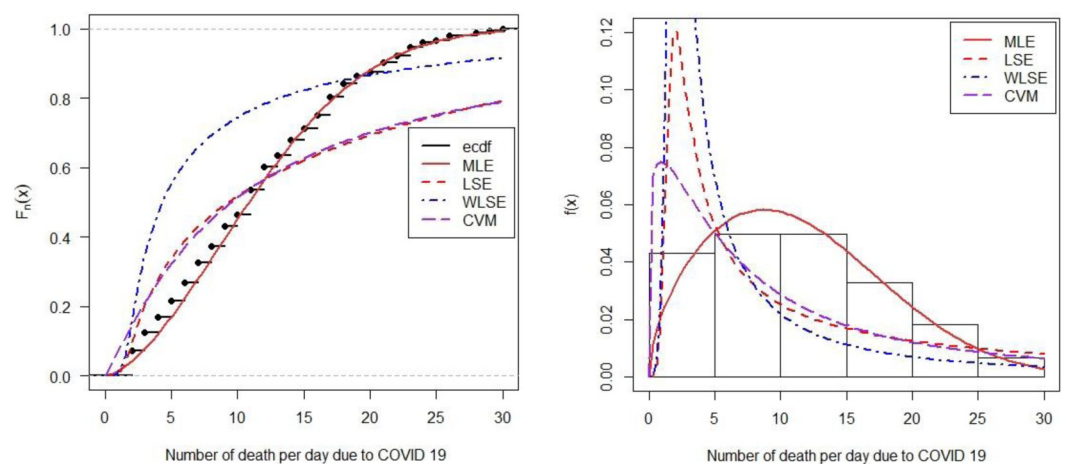 1.0
0.8
0.6
0.4
0.2
0.0
Fn(x)
0 5 10 15 20 25 30
Number of death per day due to COVID 19
ecdf
MLE
LSE
WLSE
CVM
0.12
0.10
0.08
0.06
0.04
0.02
0.00
f(x)
0 5 10 15 20 25 30
Number of death per day due to COVID 19
MLE
LSE
WLSE
CVM